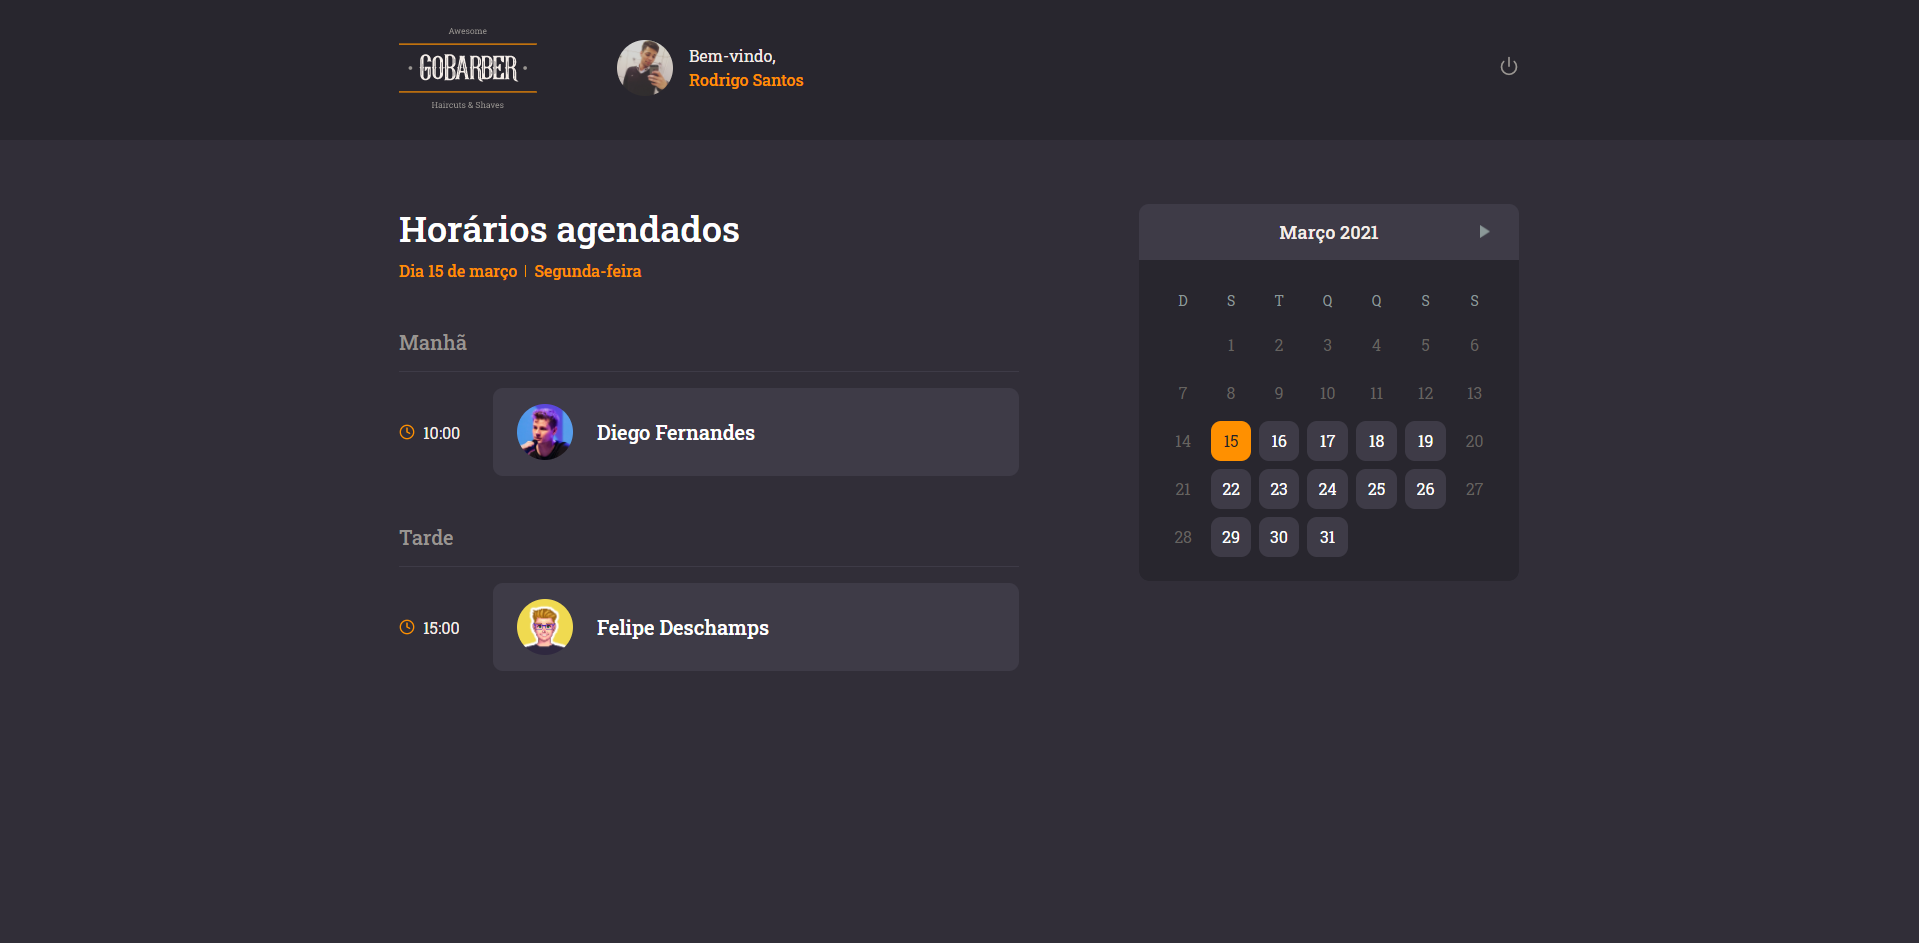 Awesome
· GOBARBER ·
Haircuts & Shaves
Bem-vindo,
Rodrigo Santos
Horários agendados
Dia 15 de março | Segunda-feira
Manhã
10:00 Diego Fernandes
Tarde
15:00 Felipe Deschamps
Março 2021
D S T Q Q S S
1 2 3 4 5 6
7 8 9 10 11 12 13
14 15 16 17 18 19 20
21 22 23 24 25 26 27
28 29 30 31